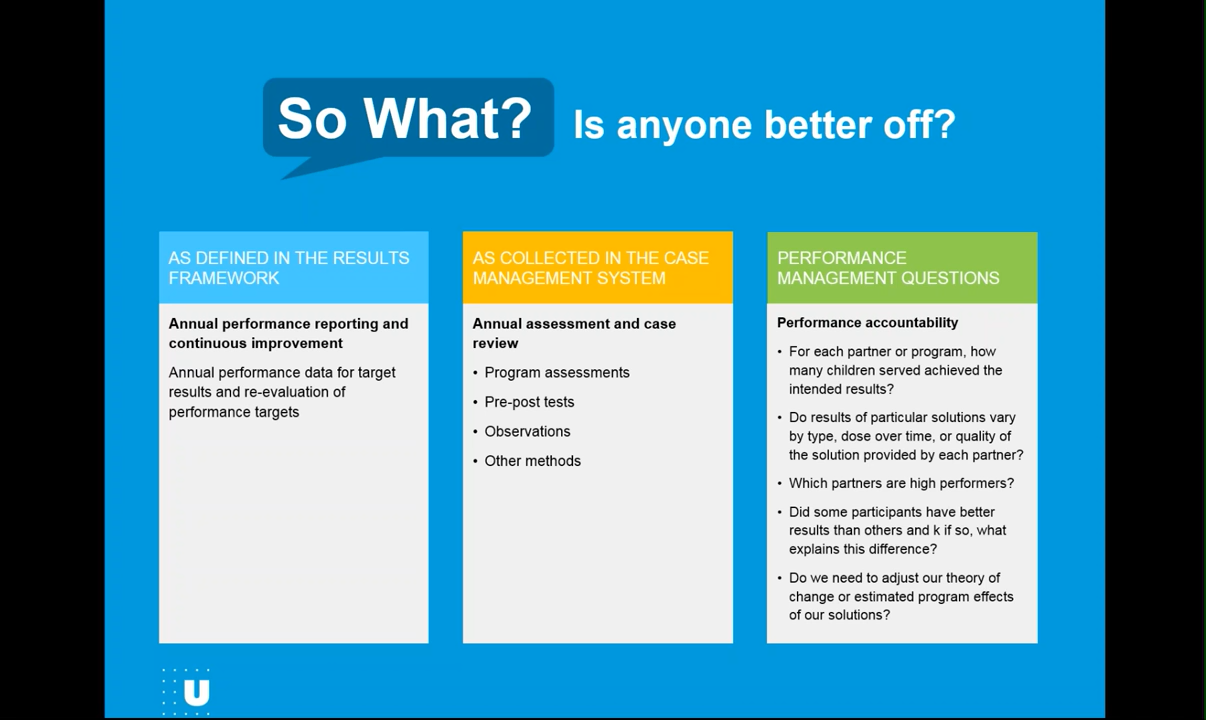 So What? Is anyone better off?
AS DEFINED IN THE RESULTS
FRAMEWORK
Annual performance reporting and
continuous improvement
Annual performance data for target
results and re-evaluation of
performance targets
AS COLLECTED IN THE CASE
MANAGEMENT SYSTEM
Annual assessment and case
review
• Program assessments
• Pre-post tests
• Observations
• Other methods
PERFORMANCE
MANAGEMENT QUESTIONS
Performance accountability
• For each partner or program, how
many children served achieved the
intended results?
• Do results of particular solutions vary
by type, dose over time, or quality of
the solution provided by each partner?
• Which partners are high performers?
• Did some participants have better
results than others and k if so, what
explains this difference?
• Do we need to adjust our theory of
change or estimated program effects
of our solutions?
U